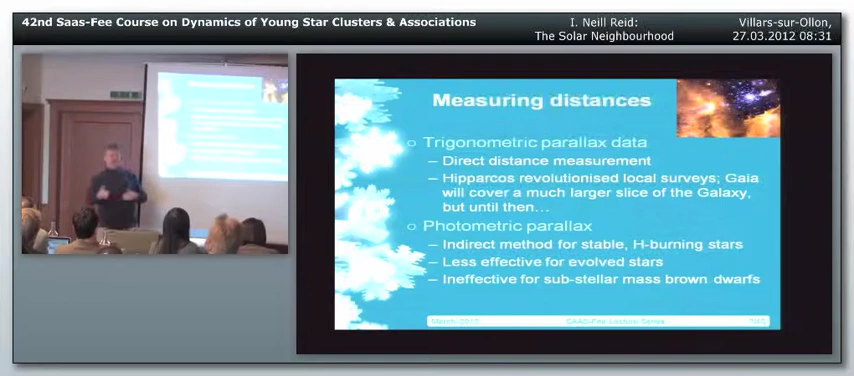 42nd Saas-Fee Course on Dynamics of Young Star Clusters & Associations
I. Neill Reid:
The Solar Neighbourhood
Villars-sur-Ollon,
27.03.2012 08:31
Measuring distances
Trigonometric parallax data
– Direct distance measurement
– Hipparcos revolutionised local surveys; Gaia
will cover a much larger slice of the Galaxy,
but until then…
Photometric parallax
– Indirect method for stable, H-burning stars
– Less effective for evolved stars
– Ineffective for sub-stellar mass brown dwarfs